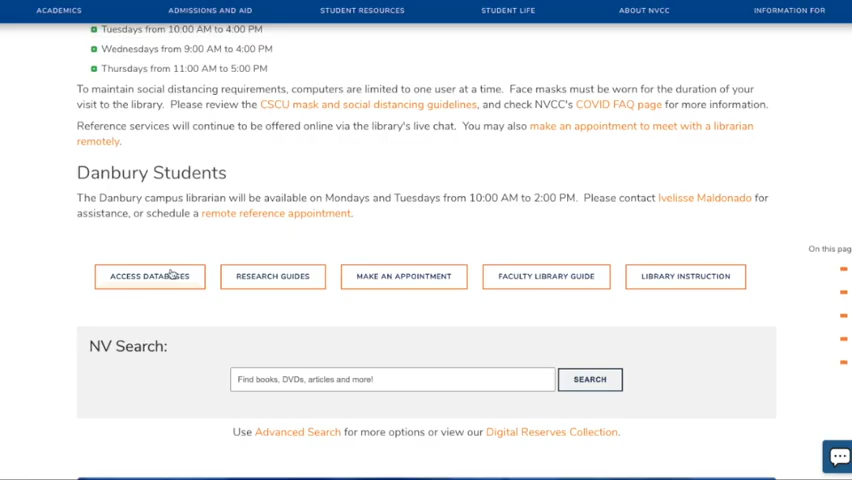 ACADEMICS ADMISSIONS AND AID STUDENT RESOURCES STUDENT LIFE ABOUT NVCC INFORMATION FOR
Tuesdays from 10:00 AM to 4:00 PM
Wednesdays from 9:00 AM to 4:00 PM
Thursdays from 11:00 AM to 5:00 PM
To maintain social distancing requirements, computers are limited to one user at a time. Face masks must be worn for the duration of your
visit to the library. Please review the CSCU mask and social distancing guidelines, and check NVCC's COVID FAQ page for more information.
Reference services will continue to be offered online via the library's live chat. You may also make an appointment to meet with a librarian
remotely.
Danbury Students
The Danbury campus librarian will be available on Mondays and Tuesdays from 10:00 AM to 2:00 PM. Please contact Ivelisse Maldonado for
assistance, or schedule a remote reference appointment.
On this pag
ACCESS DATABASES RESEARCH GUIDES MAKE AN APPOINTMENT FACULTY LIBRARY GUIDE LIBRARY INSTRUCTION
NV Search:
Find books, DVDs, articles and more! SEARCH
Use Advanced Search for more options or view our Digital Reserves Collection.